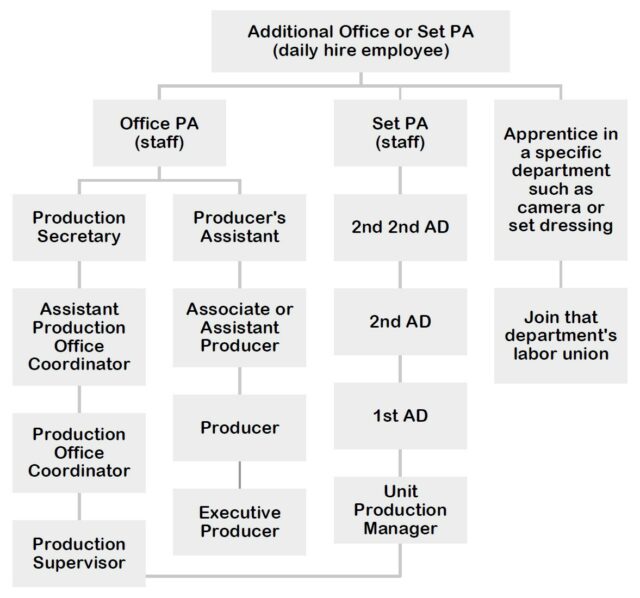 Additional Office or Set PA
(daily hire employee)
Office PA
(staff)
Set PA
(staff)
Apprentice in
a specific
department
such as
camera or
set dressing
Production
Secretary
Producer's
Assistant
2nd 2nd AD
Assistant
Production
Office
Coordinator
Associate or
Assistant
Producer
2nd AD
Join that
department's
labor union
Production
Office
Coordinator
Producer
1st AD
Production
Supervisor
Executive
Producer
Unit
Production
Manager